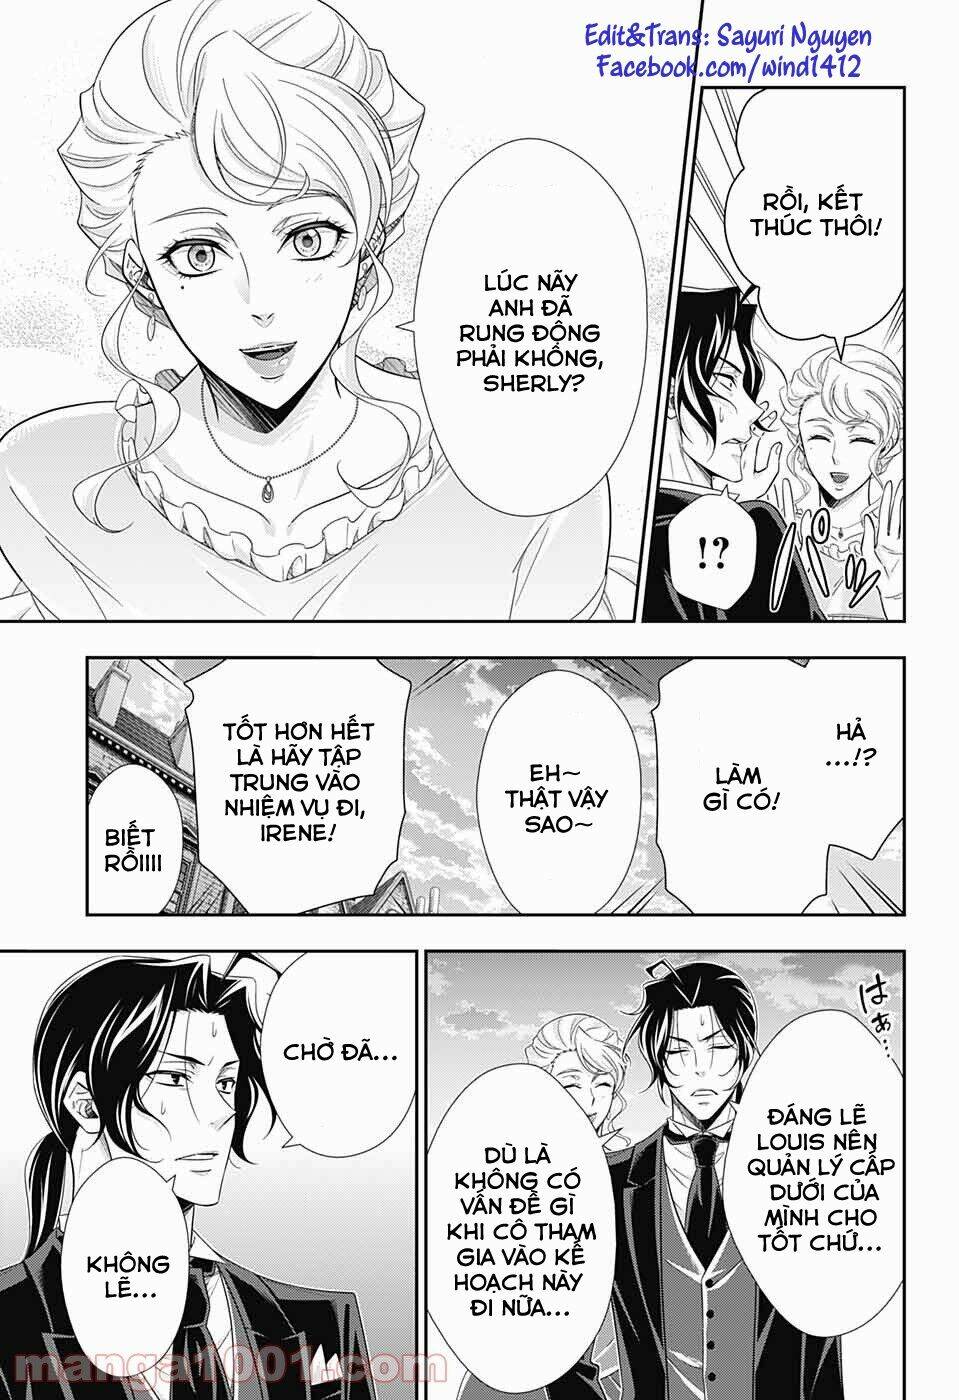 Edit&Trans: Sayuri Nguyen
Facebook.com/wind1412
RỒI, KẾT
THÚC THÔI!
!?
LÚC NÃY
ANH ĐÃ
RUNG ĐỘNG
PHẢI KHÔNG,
SHERLY?
HẢ
...!?
LÀM
GÌ CÓ!
EH~
THẬT VẬY
SAO~
TỐT HƠN HẾT
LÀ HÃY TẬP
TRUNG VÀO
NHIỆM VỤ ĐI,
IRENE!
BIẾT
RỒIIII
はぁ…
ĐÁNG LẼ
LOUIS NÊN
QUẢN LÝ CẤP
DƯỚI CỦA
MÌNH CHO
TỐT CHỨ...
DÙ LÀ
KHÔNG CÓ
VẤN ĐỀ GÌ
KHI CÔ THAM
GIA VÀO KẾ
HOẠCH NÀY
ĐI NỮA...
CHỜ ĐÃ...
KHÔNG
LẼ...
manga1001.com